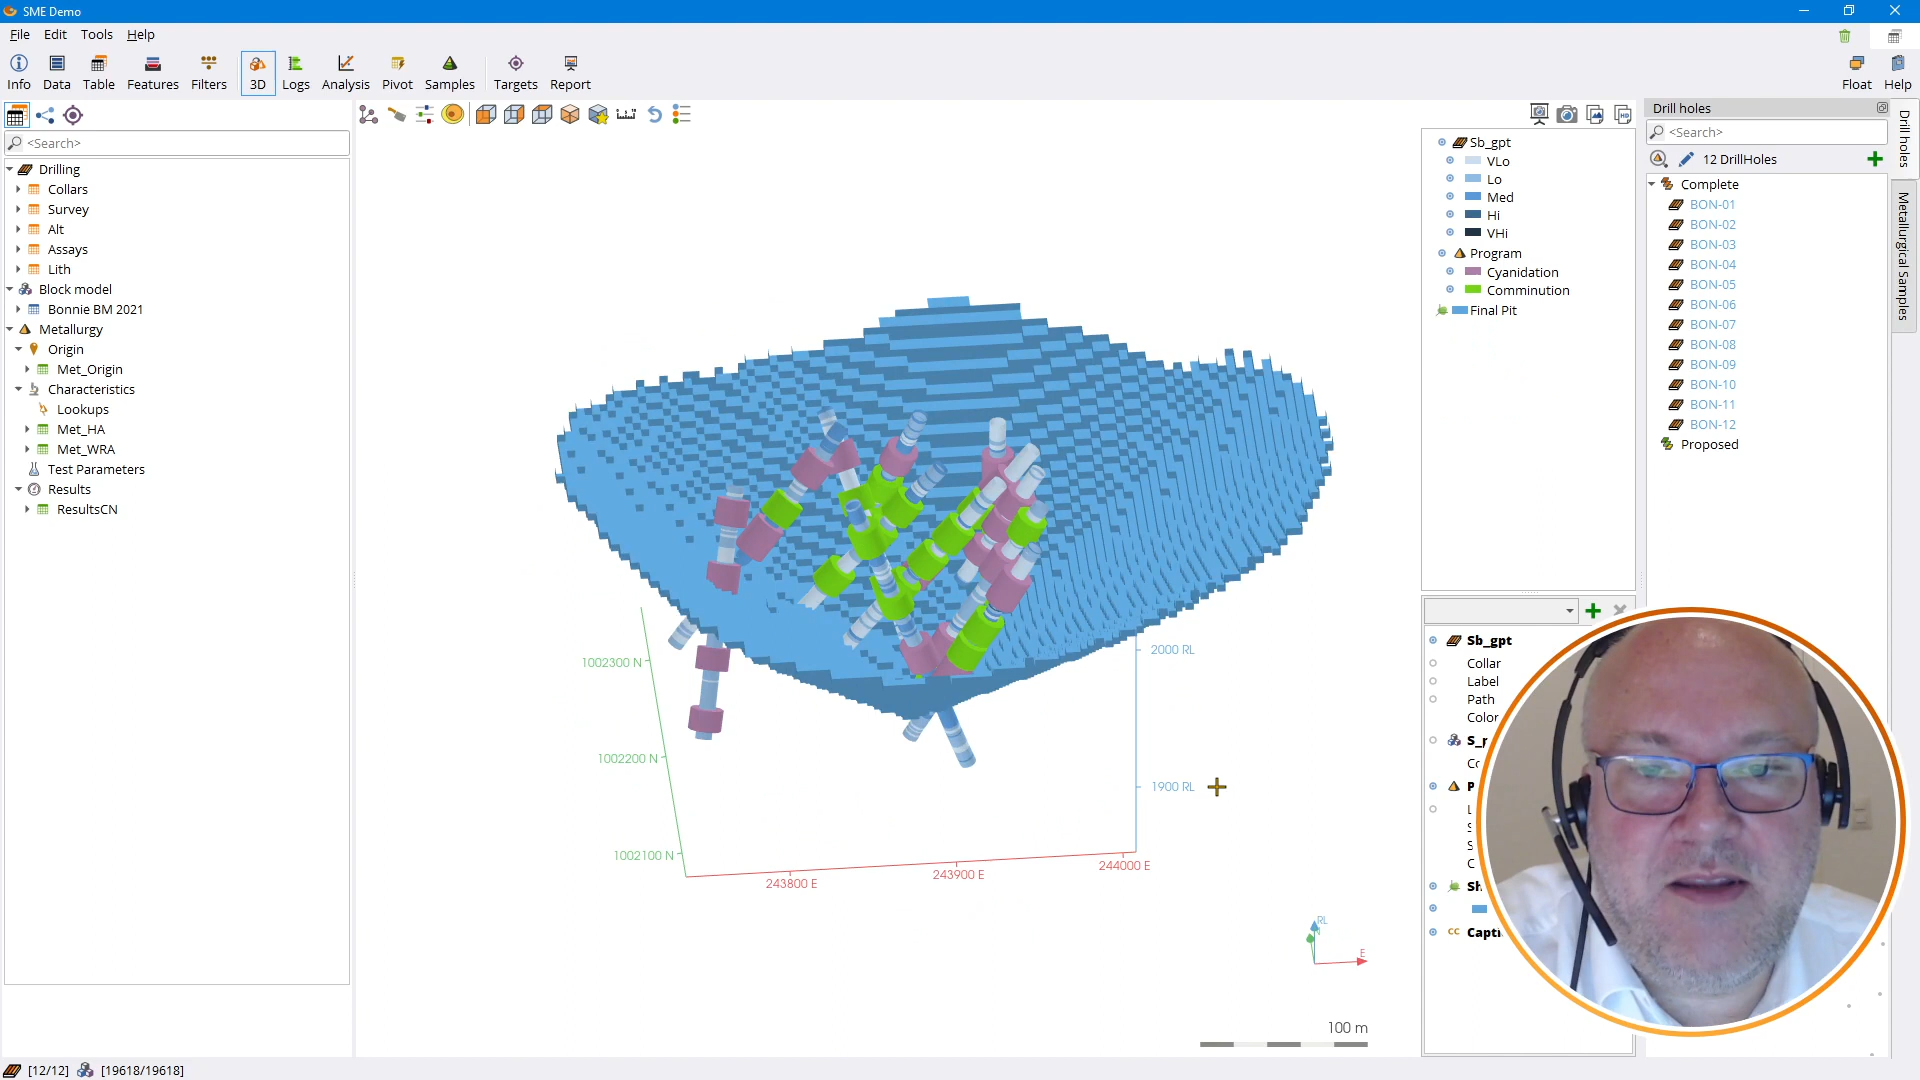 SME Demo
File Edit Tools Help
Info Data Table Features Filters 3D Logs Analysis Pivot Samples Targets Report Float Help
<Search>
Drilling
Collars
Survey
Alt
Assays
Lith
Block model
Bonnie BM 2021
Metallurgy
Origin
Met_Origin
Characteristics
Lookups
Met_HA
Met_WRA
Test Parameters
Results
ResultsCN
[12/12] [19618/19618]
1002300 N
1002200 N
1002100 N
243800 E
243900 E
244000 E
2000 RL
1900 RL
RL
E
100 m
Sb_gpt
VLo
Lo
Med
Hi
VHi
Program
Cyanidation
Comminution
Final Pit
Sb_gpt
Collar
Label
Path
Color
Drill holes
<Search>
12 DrillHoles
Complete
BON-01
BON-02
BON-03
BON-04
BON-05
BON-06
BON-07
BON-08
BON-09
BON-10
BON-11
BON-12
Proposed
Drill holes
Metallurgical Samples